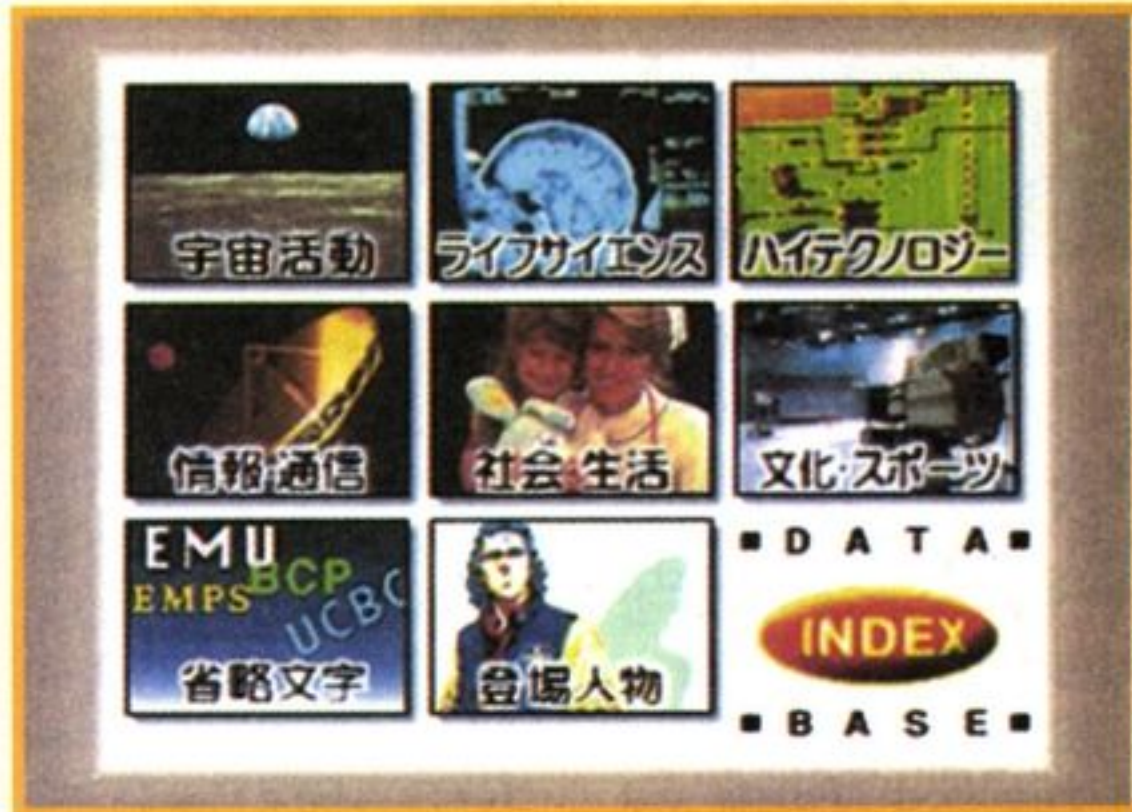 宇宙活動
ライフサイエンス
ハイテクノロジー
情報・通信
社会・生活
文化・スポーツ
EMU
BCP
EMPS
UCBC
省略文字
登場人物
DATA
INDEX
BASE